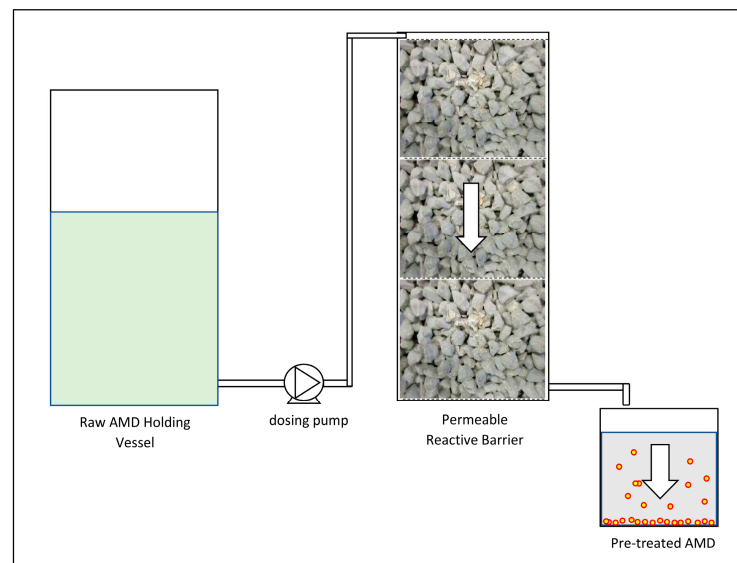 Raw AMD Holding
Vessel
dosing pump
Permeable
Reactive Barrier
Pre-treated AMD